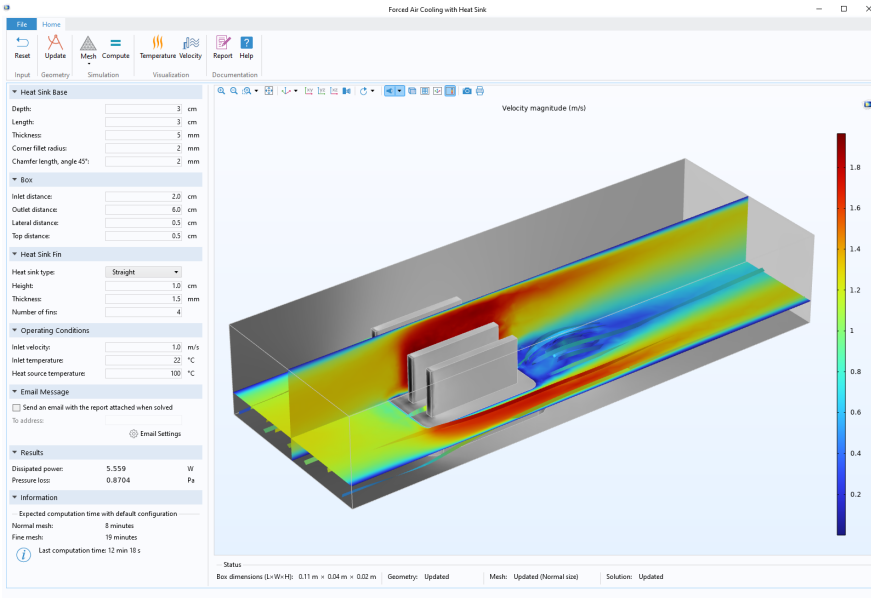 Forced Air Cooling with Heat Sink
File Home
Reset Update Mesh Compute Temperature Velocity Report Help
Input Geometry Simulation Visualization Documentation
Heat Sink Base
Depth: 3 cm
Length: 3 cm
Thickness: 5 mm
Corner fillet radius: 2 mm
Chamfer length, angle 45°: 2 mm
Box
Inlet distance: 2.0 cm
Outlet distance: 6.0 cm
Lateral distance: 0.5 cm
Top distance: 0.5 cm
Heat Sink Fin
Heat sink type: Straight
Height: 1.0 cm
Thickness: 1.5 mm
Number of fins: 4
Operating Conditions
Inlet velocity: 1.0 m/s
Inlet temperature: 22 °C
Heat source temperature: 100 °C
Email Message
Send an email with the report attached when solved
To address:
Email Settings
Results
Dissipated power: 5.559 W
Pressure loss: 0.8704 Pa
Information
Expected computation time with default configuration
Normal mesh: 8 minutes
Fine mesh: 19 minutes
Last computation time: 12 min 18 s
Velocity magnitude (m/s)
1.8
1.6
1.4
1.2
1
0.8
0.6
0.4
0.2
Status
Box dimensions (L×W×H): 0.11 m × 0.04 m × 0.02 m Geometry: Updated Mesh: Updated (Normal size) Solution: Updated